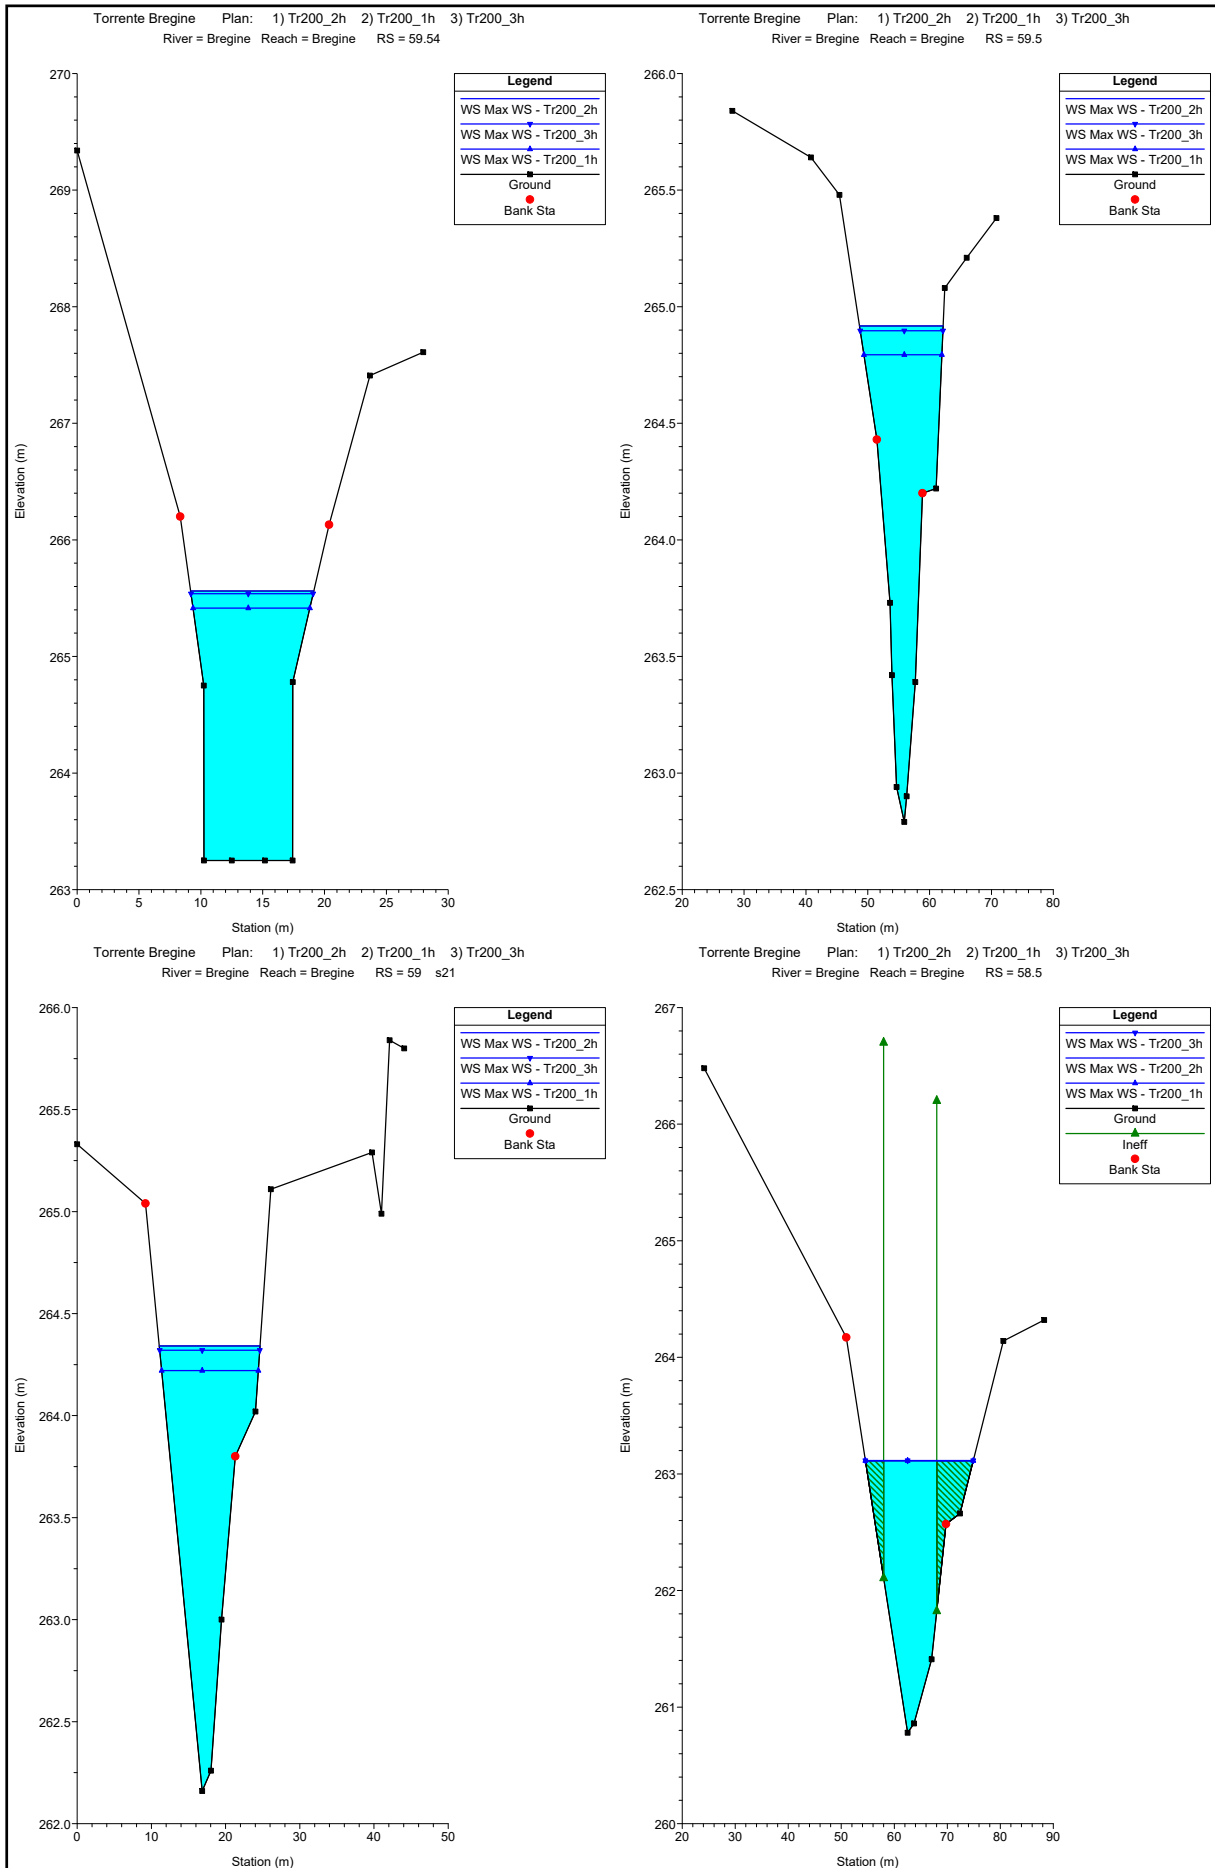 Torrente Bregine Plan: 1) Tr200_2h 2) Tr200_1h 3) Tr200_3h
River = Bregine Reach = Bregine RS = 59.54
Legend
WS Max WS - Tr200_2h
WS Max WS - Tr200_3h
WS Max WS - Tr200_1h
Ground
Bank Sta
270
269
268
267
266
265
264
263
Elevation (m)
0 5 10 15 20 25 30
Station (m)
Torrente Bregine Plan: 1) Tr200_2h 2) Tr200_1h 3) Tr200_3h
River = Bregine Reach = Bregine RS = 59.5
Legend
WS Max WS - Tr200_2h
WS Max WS - Tr200_3h
WS Max WS - Tr200_1h
Ground
Bank Sta
266.0
265.5
265.0
264.5
264.0
263.5
263.0
262.5
Elevation (m)
20 30 40 50 60 70 80
Station (m)
Torrente Bregine Plan: 1) Tr200_2h 2) Tr200_1h 3) Tr200_3h
River = Bregine Reach = Bregine RS = 59 s21
Legend
WS Max WS - Tr200_2h
WS Max WS - Tr200_3h
WS Max WS - Tr200_1h
Ground
Bank Sta
266.0
265.5
265.0
264.5
264.0
263.5
263.0
262.5
262.0
Elevation (m)
0 10 20 30 40 50
Station (m)
Torrente Bregine Plan: 1) Tr200_2h 2) Tr200_1h 3) Tr200_3h
River = Bregine Reach = Bregine RS = 58.5
Legend
WS Max WS - Tr200_3h
WS Max WS - Tr200_2h
WS Max WS - Tr200_1h
Ground
Ineff
Bank Sta
267
266
265
264
263
262
261
260
Elevation (m)
20 30 40 50 60 70 80 90
Station (m)